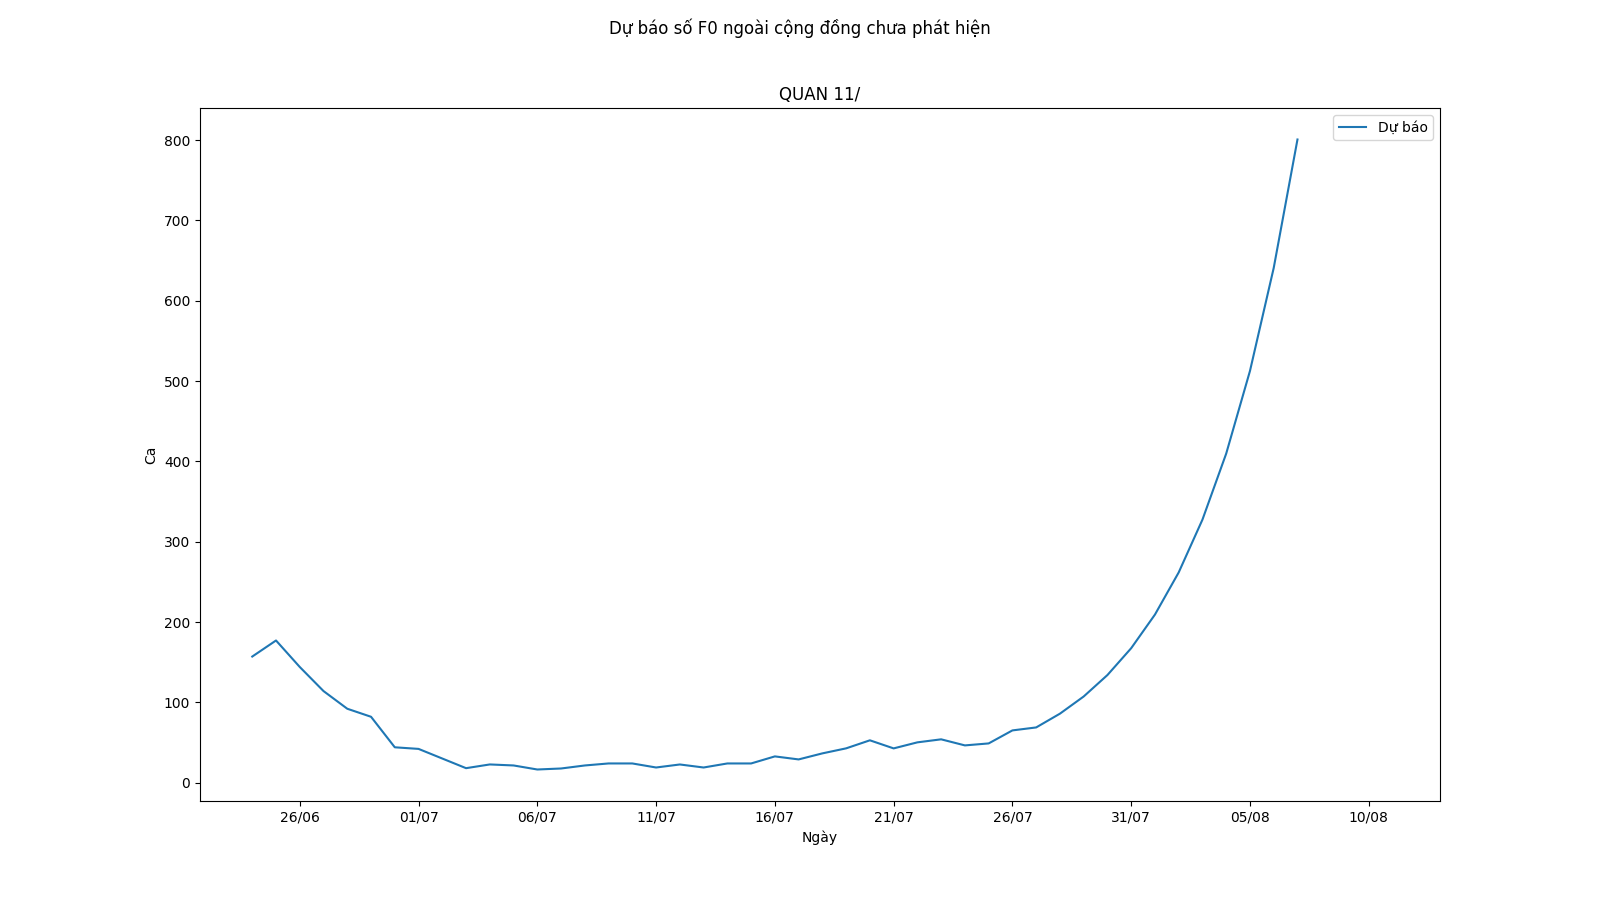 Dự báo số F0 ngoài cộng đồng chưa phát hiện
QUAN 11/
Dự báo
800
700
600
500
400
300
200
100
0
Ca
26/06 01/07 06/07 11/07 16/07 21/07 26/07 31/07 05/08 10/08
Ngày